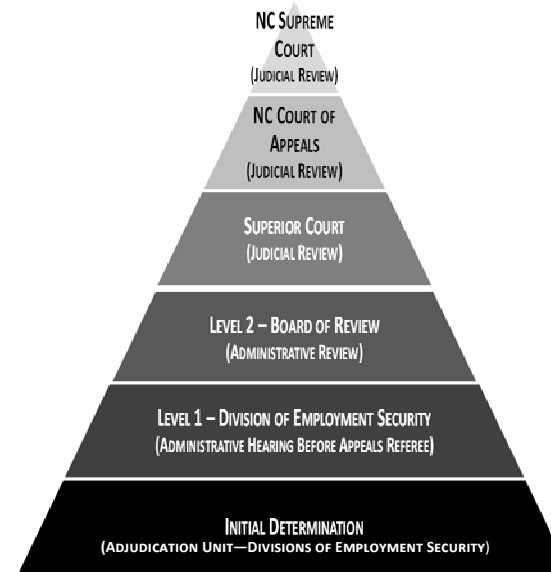 NC SUPREME
COURT
(JUDICIAL REVIEW)
NC COURT OF
APPEALS
(JUDICIAL REVIEW)
SUPERIOR COURT
(JUDICIAL REVIEW)
LEVEL 2 – BOARD OF REVIEW
(ADMINISTRATIVE REVIEW)
LEVEL 1 – DIVISION OF EMPLOYMENT SECURITY
(ADMINISTRATIVE HEARING BEFORE APPEALS REFEREE)
INITIAL DETERMINATION
(ADJUDICATION UNIT—DIVISIONS OF EMPLOYMENT SECURITY)